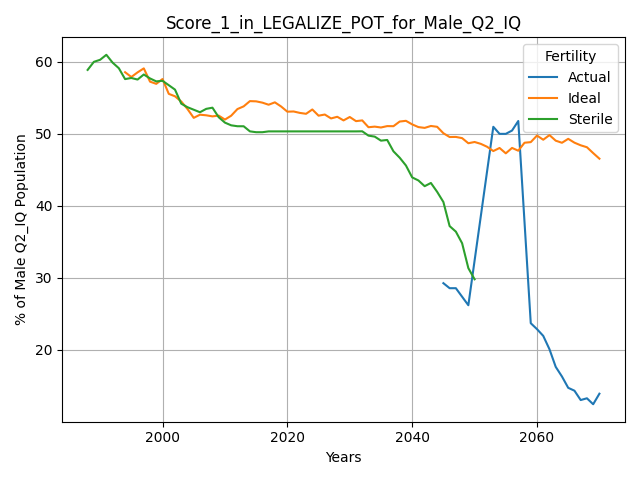 Score_1_in_LEGALIZE_POT_for_Male_Q2_IQ
Fertility
Actual
Ideal
Sterile
% of Male Q2_IQ Population
60
50
40
30
20
2000
2020
2040
2060
Years